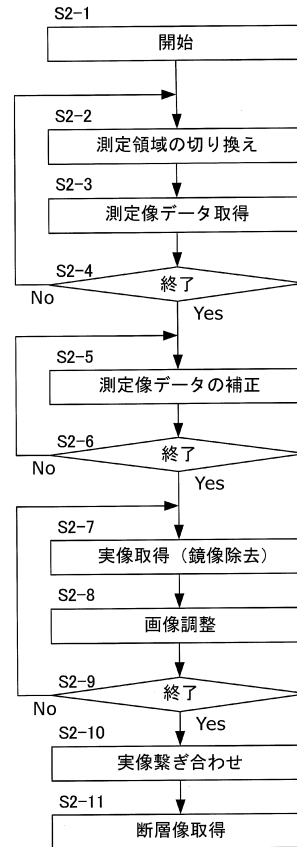 S2-1
開始
S2-2
測定領域の切り換え
S2-3
測定像データ取得
S2-4
終了
No
Yes
S2-5
測定像データの補正
S2-6
終了
No
Yes
S2-7
実像取得（鏡像除去）
S2-8
画像調整
S2-9
終了
No
Yes
S2-10
実像繋ぎ合わせ
S2-11
断層像取得